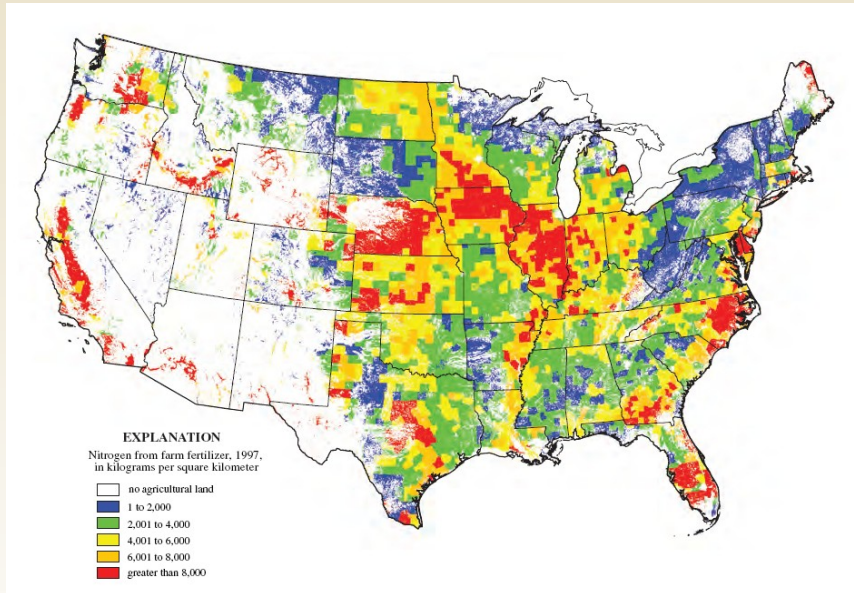 EXPLANATION
Nitrogen from farm fertilizer, 1997,
in kilograms per square kilometer
no agricultural land
1 to 2,000
2,001 to 4,000
4,001 to 6,000
6,001 to 8,000
greater than 8,000